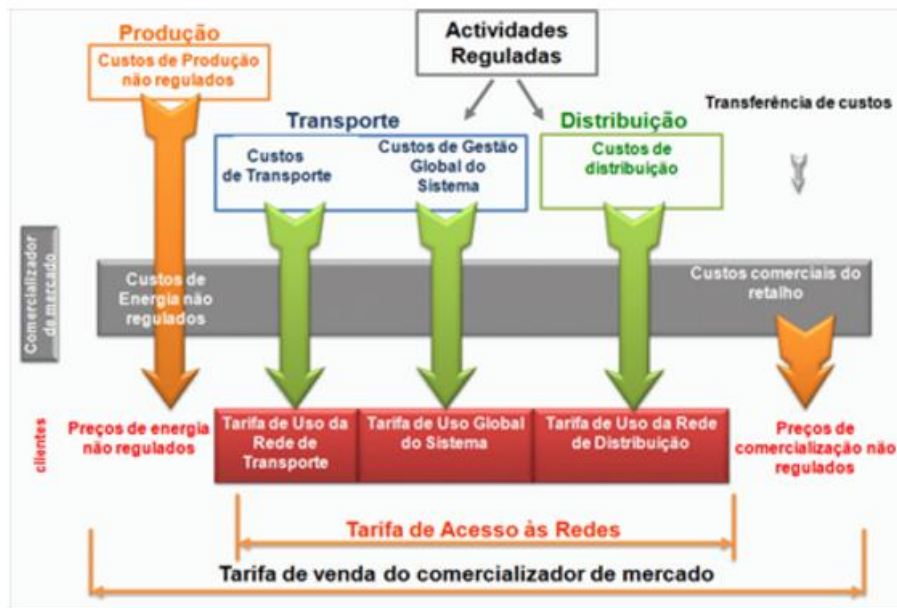 Actividades
Reguladas
Produção
Custos de Produção
não regulados
Transporte
Custos
de Transporte
Custos de Gestão
Global do
Sistema
Distribuição
Custos de
distribuição
Transferência de custos
Comercializador
de mercado
Custos de
Energia não
regulados
Custos comerciais do
retalho
clientes
Preços de energia
não regulados
Tarifa de Uso da
Rede de
Transporte
Tarifa de Uso Global
do Sistema
Tarifa de Uso da Rede
de Distribuição
Preços de
comercialização não
regulados
Tarifa de Acesso às Redes
Tarifa de venda do comercializador de mercado